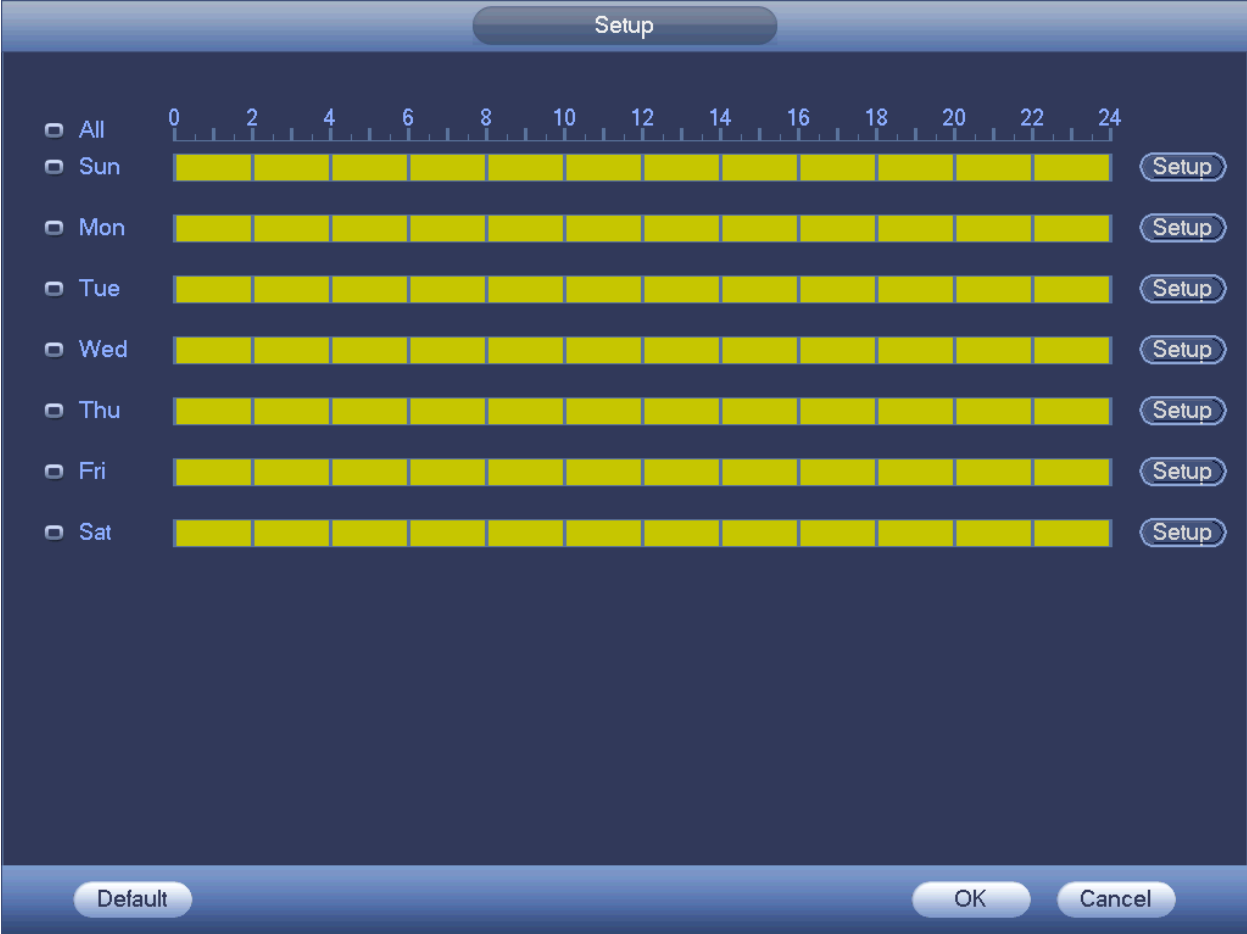 Setup
0 2 4 6 8 10 12 14 16 18 20 22 24
All
Sun Setup
Mon Setup
Tue Setup
Wed Setup
Thu Setup
Fri Setup
Sat Setup
Default OK Cancel